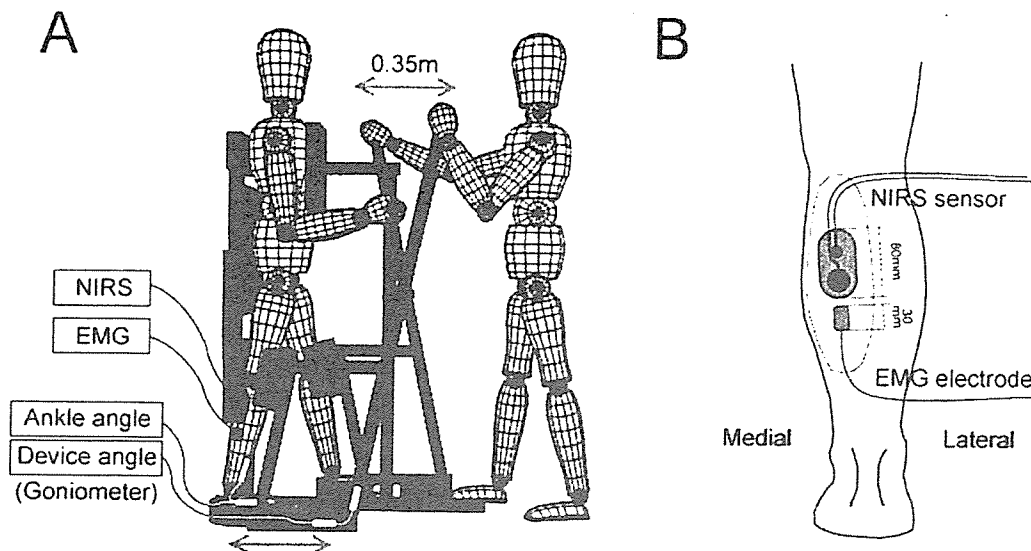 A
0.35m
NIRS
EMG
Ankle angle
Device angle
(Goniometer)
B
NIRS sensor
60mm
30
mm
EMG electrode
Medial
Lateral